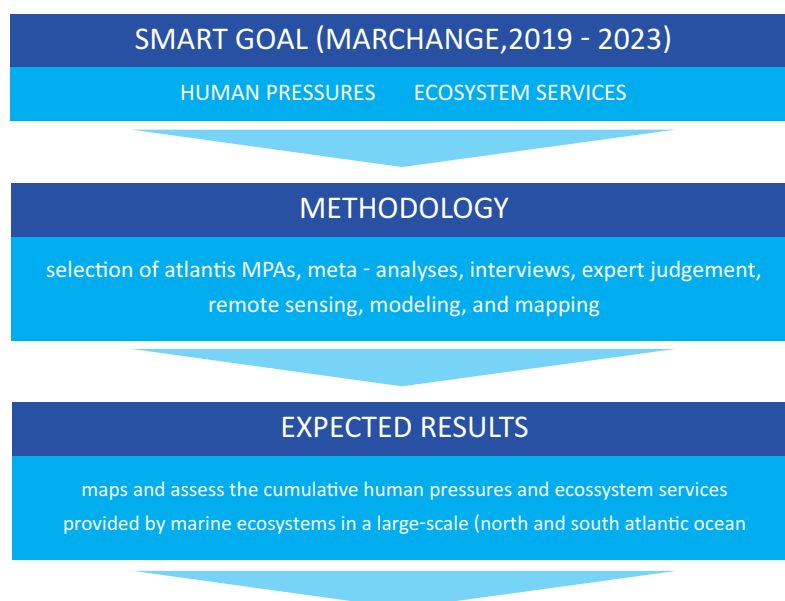 SMART GOAL (MARCHANGE,2019 - 2023)
HUMAN PRESSURES ECOSYSTEM SERVICES
METHODOLOGY
selection of atlantis MPAs, meta - analyses, interviews, expert judgement,
remote sensing, modeling, and mapping
EXPECTED RESULTS
maps and assess the cumulative human pressures and ecossystem services
provided by marine ecosystems in a large-scale (north and south atlantic ocean